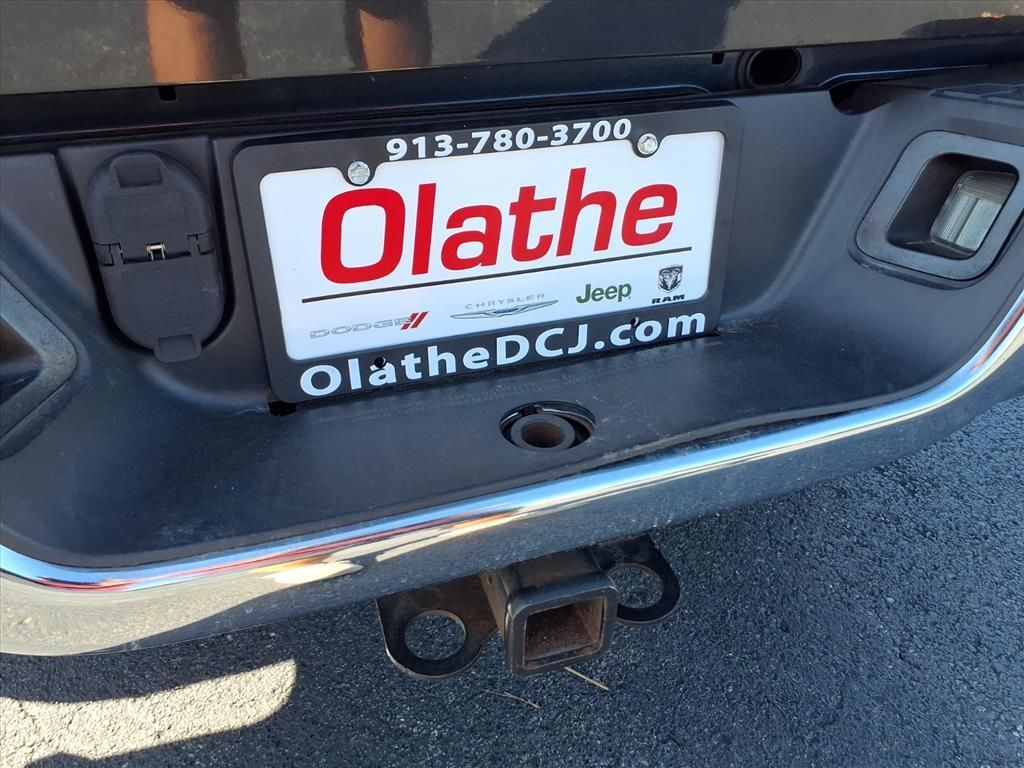 913-780-3700
Olathe
DODGE CHRYSLER Jeep RAM
OlatheDCJ.com